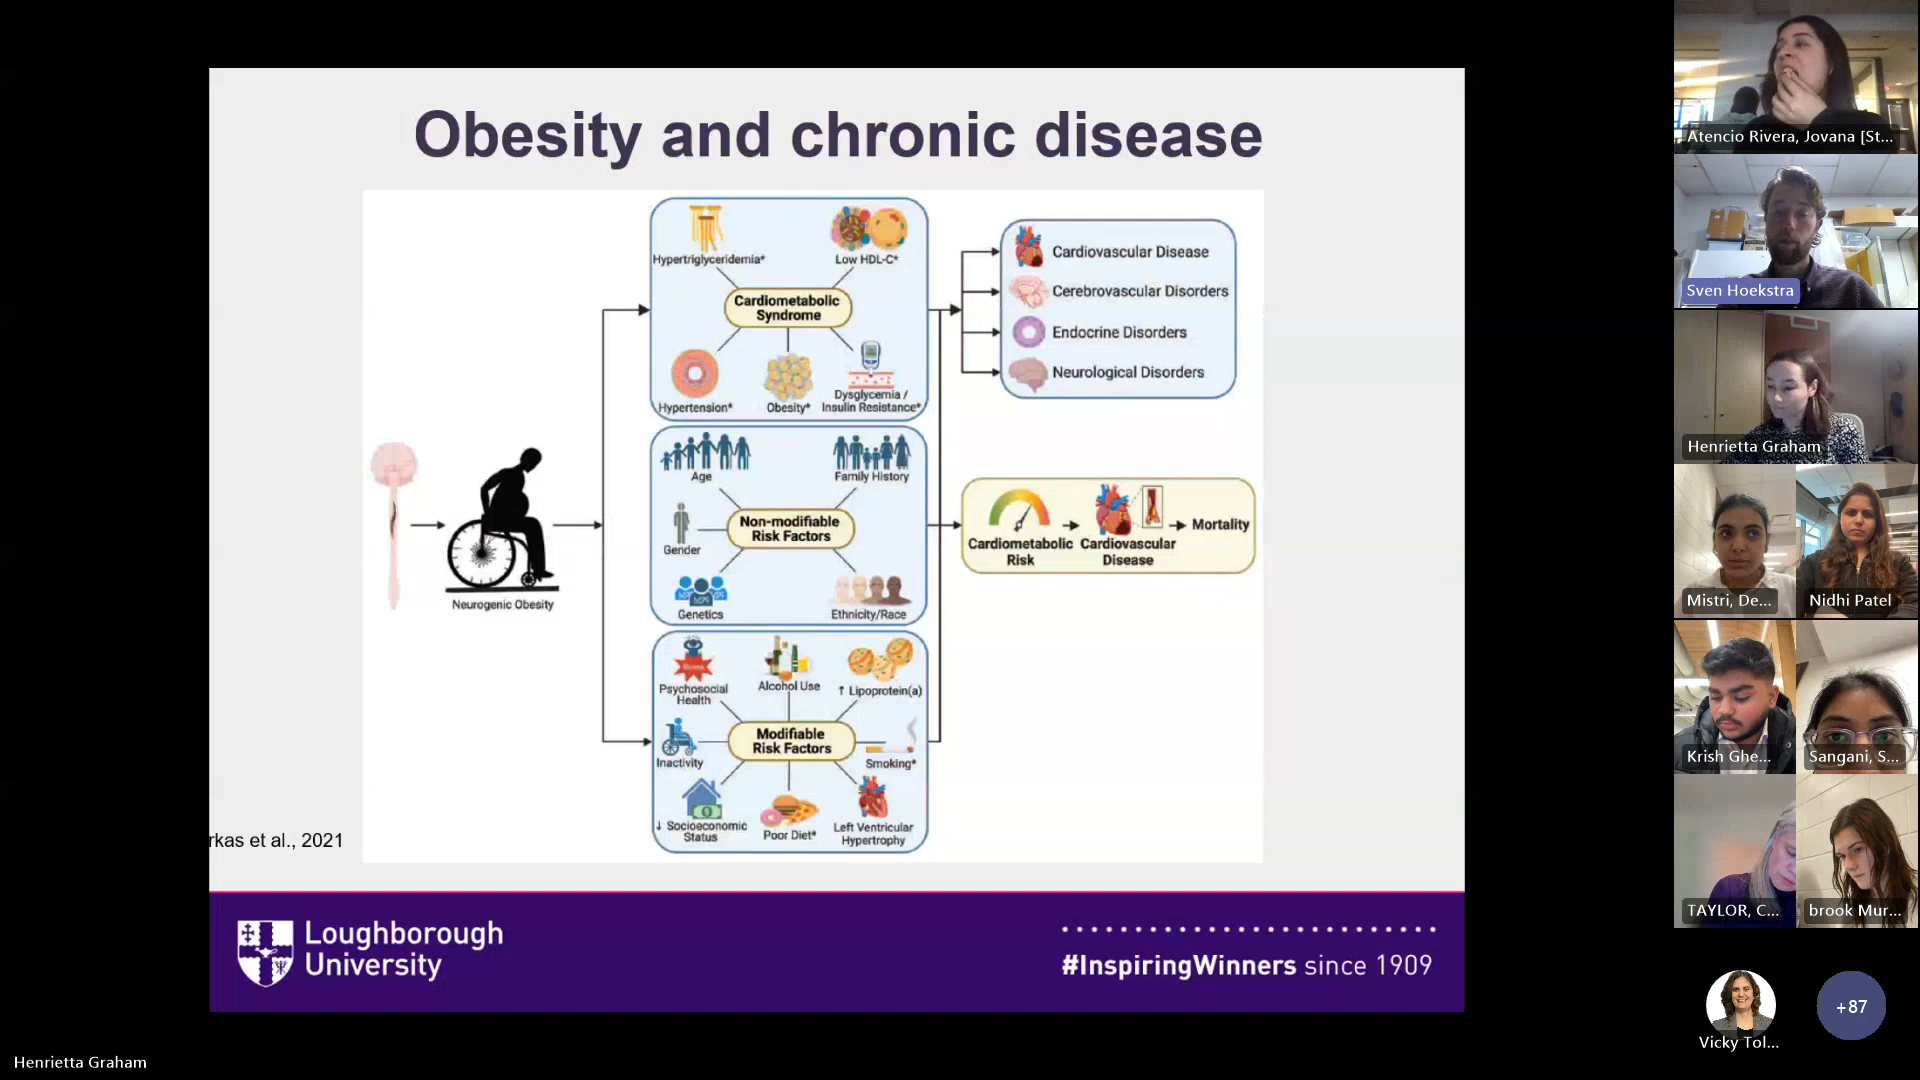 Obesity and chronic disease
Hypertriglyceridemia*
Low HDL-C*
Cardiometabolic
Syndrome
Hypertension*
Obesity*
Dysglycemia /
Insulin Resistance*
Cardiovascular Disease
Cerebrovascular Disorders
Endocrine Disorders
Neurological Disorders
Age
Family History
Non-modifiable
Risk Factors
Gender
Genetics
Ethnicity/Race
Neurogenic Obesity
Cardiometabolic
Risk
Cardiovascular
Disease
Mortality
Psychosocial
Health
Alcohol Use
↑ Lipoprotein(a)
Modifiable
Risk Factors
Inactivity
Smoking*
↓ Socioeconomic
Status
Poor Diet*
Left Ventricular
Hypertrophy
rkas et al., 2021
Loughborough
University
#InspiringWinners since 1909
Atencio Rivera, Jovana [St...
Sven Hoekstra
Henrietta Graham
Mistri, De...
Nidhi Patel
Krish Ghe...
Sangani, S...
TAYLOR, C...
brook Mur...
Vicky Tol...
+87
Henrietta Graham